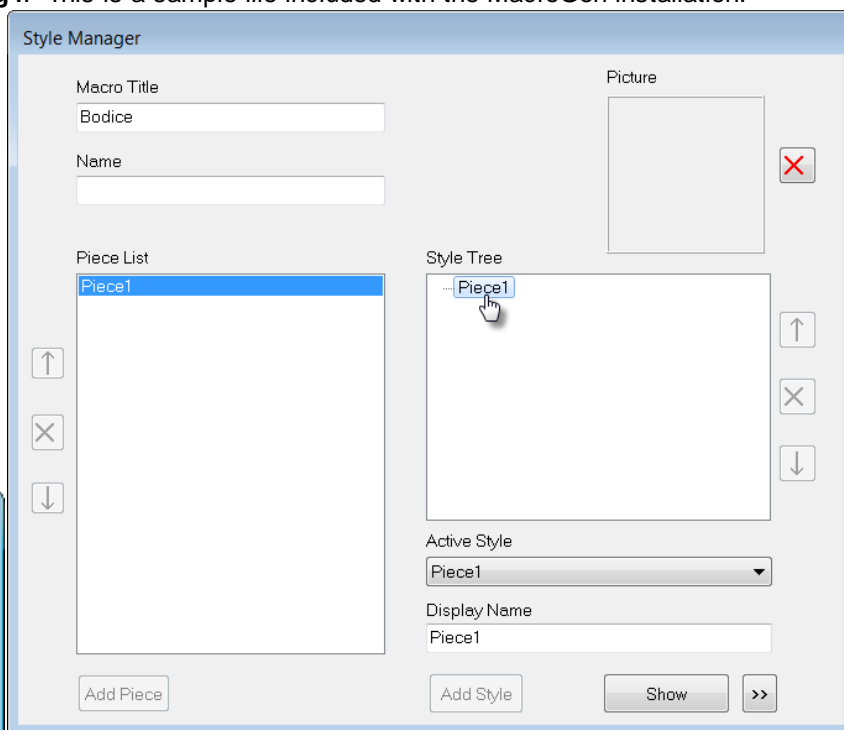 This is a sample file included with the MacroGen installation.
Style Manager
Macro Title
Bodice
Name
Picture
Piece List
Piece1
Style Tree
Piece1
Active Style
Piece1
Display Name
Piece1
Add Piece
Add Style
Show
>>